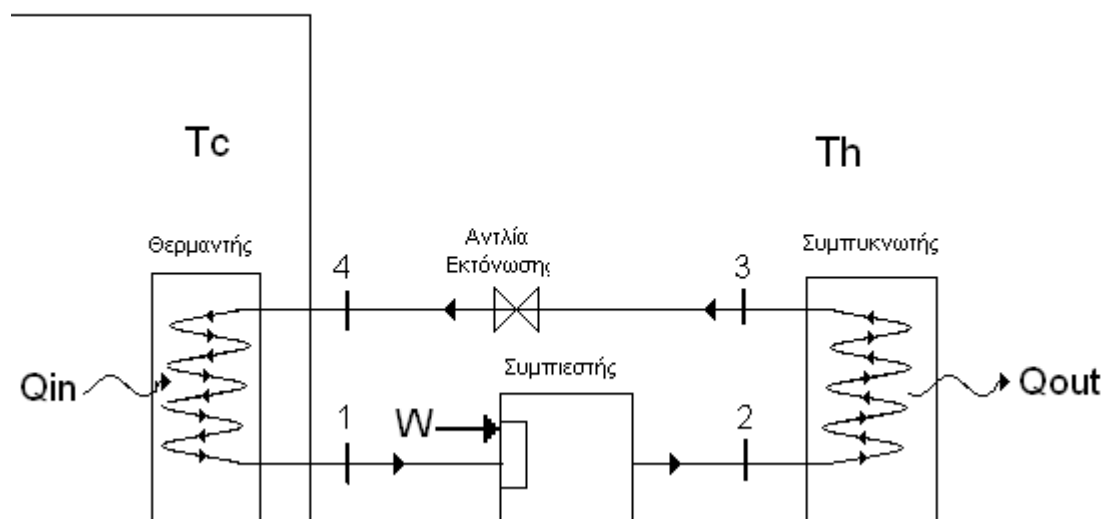 Tc
Th
Θερμαντής
Αντλία
Εκτόνωσης
Συμπυκνωτής
4
3
Συμπιεστής
Qin
Qout
1
W
2